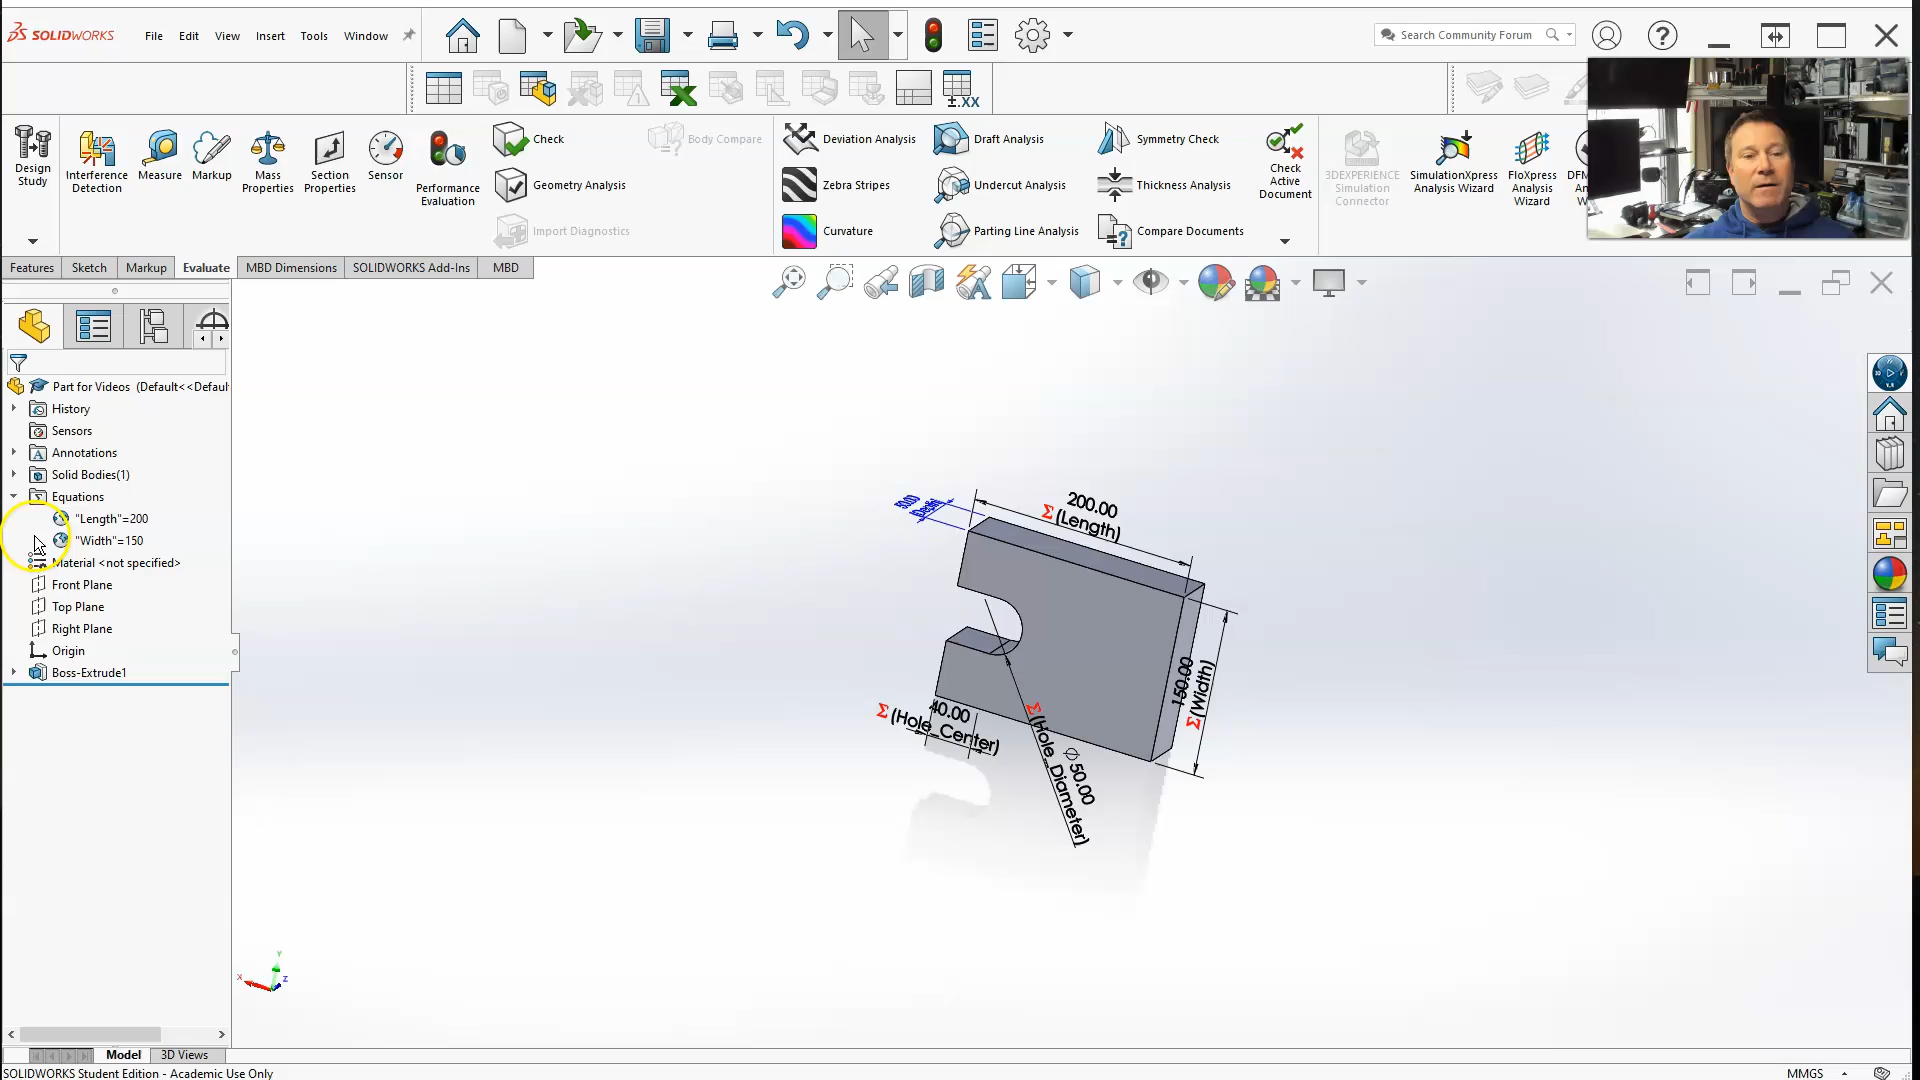 SOLIDWORKS
File Edit View Insert Tools Window
Search Community Forum
.XX
Design Study
Interference Detection
Measure
Markup
Mass Properties
Section Properties
Sensor
Performance Evaluation
Check
Geometry Analysis
Import Diagnostics
Body Compare
Deviation Analysis
Zebra Stripes
Curvature
Draft Analysis
Undercut Analysis
Parting Line Analysis
Symmetry Check
Thickness Analysis
Compare Documents
Check Active Document
3DEXPERIENCE Simulation Connector
SimulationXpress Analysis Wizard
FloXpress Analysis Wizard
DFM
An
W
Features Sketch Markup Evaluate MBD Dimensions SOLIDWORKS Add-Ins MBD
Part for Videos (Default<<Defaul
History
Sensors
Annotations
Solid Bodies(1)
Equations
"Length"=200
"Width"=150
Material <not specified>
Front Plane
Top Plane
Right Plane
Origin
Boss-Extrude1
200.00
Σ(Length)
150.00
Σ(Width)
40.00
Σ(Hole_Center)
Ø50.00
Σ(Hole_Diameter)
Y
X
Z
Model 3D Views
SOLIDWORKS Student Edition - Academic Use Only
MMGS